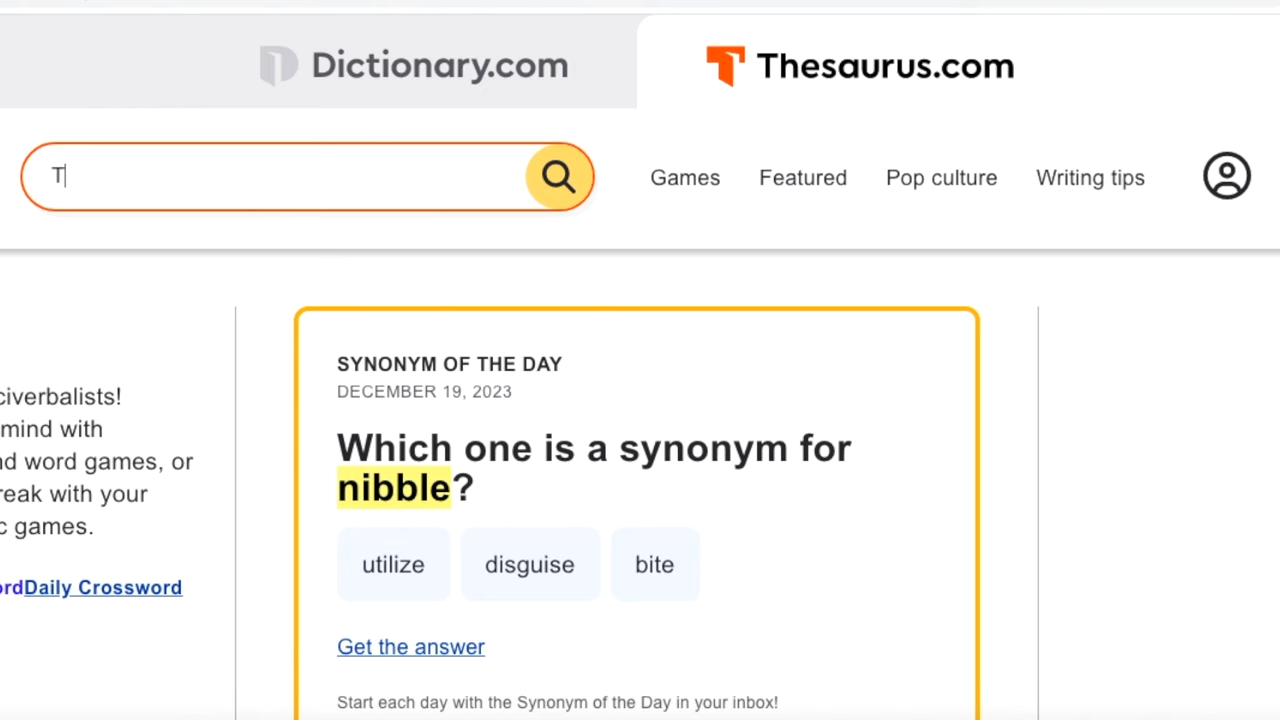 Dictionary.com
Thesaurus.com
T
Games
Featured
Pop culture
Writing tips
SYNONYM OF THE DAY
DECEMBER 19, 2023
Which one is a synonym for
nibble?
utilize
disguise
bite
Get the answer
Start each day with the Synonym of the Day in your inbox!
civerbalists!
mind with
nd word games, or
reak with your
c games.
ordDaily Crossword